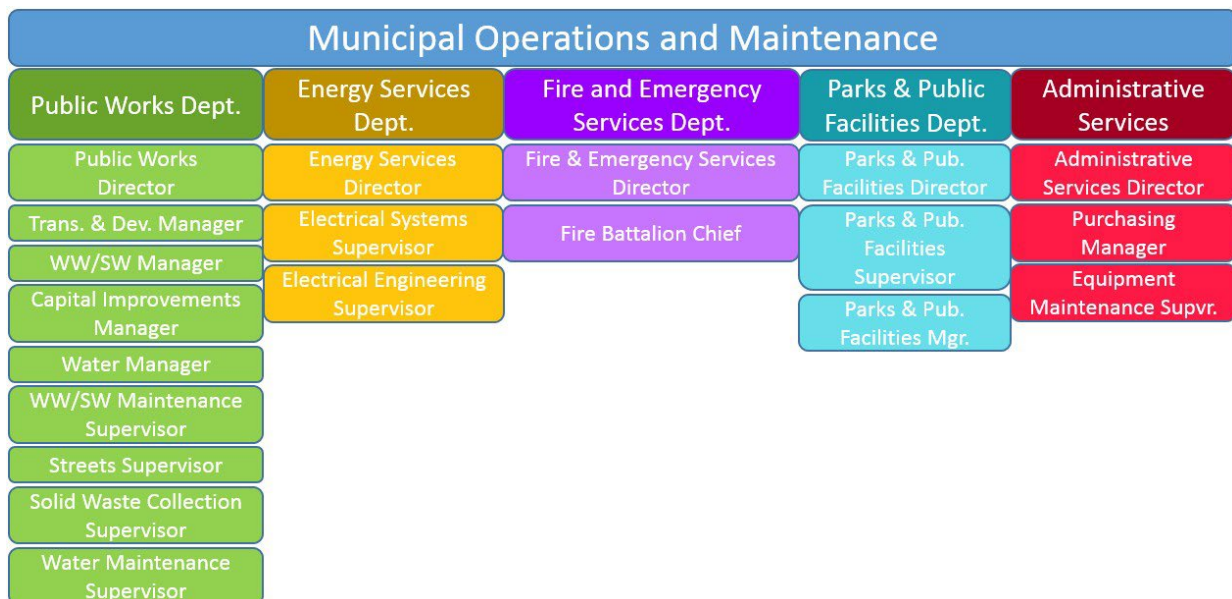 Municipal Operations and Maintenance
Public Works Dept.
Energy Services
Dept.
Fire and Emergency
Services Dept.
Parks & Public
Facilities Dept.
Administrative
Services
Public Works
Director
Trans. & Dev. Manager
WW/SW Manager
Capital Improvements
Manager
Water Manager
WW/SW Maintenance
Supervisor
Streets Supervisor
Solid Waste Collection
Supervisor
Water Maintenance
Supervisor
Energy Services
Director
Electrical Systems
Supervisor
Electrical Engineering
Supervisor
Fire & Emergency Services
Director
Fire Battalion Chief
Parks & Pub.
Facilities Director
Parks & Pub.
Facilities
Supervisor
Parks & Pub.
Facilities Mgr.
Administrative
Services Director
Purchasing
Manager
Equipment
Maintenance Supvr.